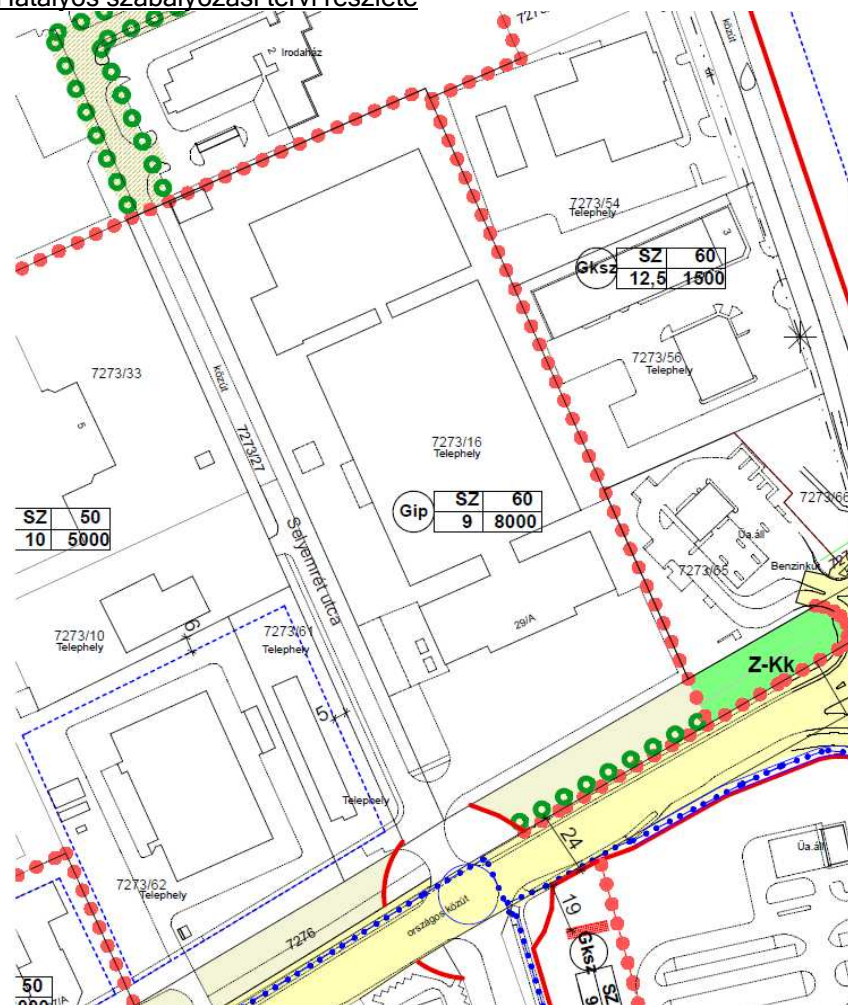 Hatályos szabályozási terv részlete
közút
2
Irodaház
út
7273/54
Telephely
3
Gksz
SZ 60
12,5 1500
7273/33
közút
7273/56
Telephely
5
7273/27
7273/16
Telephely
SZ 50
10 5000
Gip
SZ 60
9 8000
7273/66
Üa.áll
Selyemrét utca
Benzinkút
7273/65
7273/10
Telephely
6
7273/61
Telephely
29/A
Z-Kk
5
Telephely
24
Üa.áll
7273/62
Telephely
országos közút
19
7276
Gksz
SZ
9
50